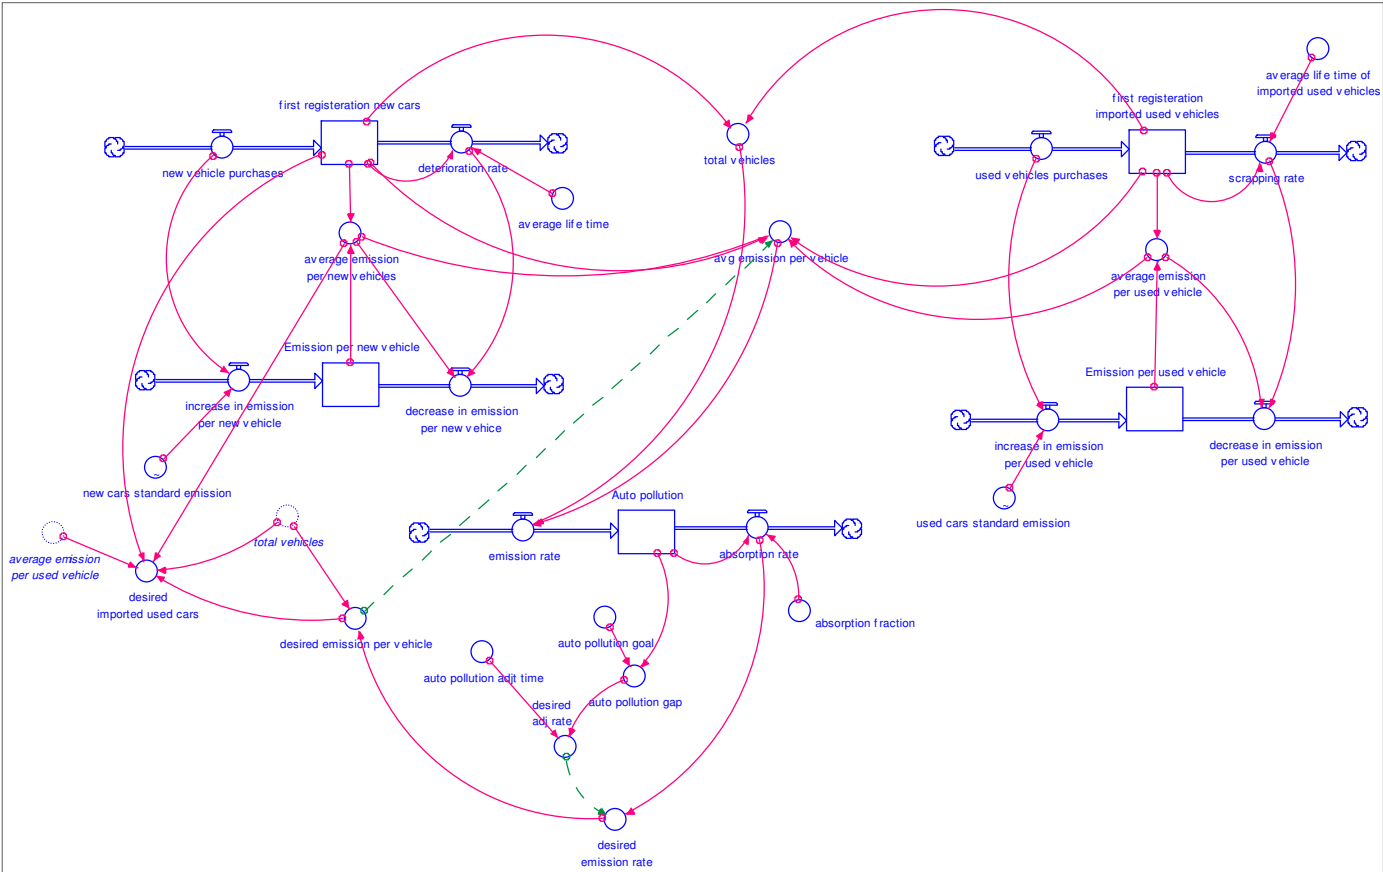 average life time of
imported used vehicles
first registeration new cars
first registeration
imported used vehicles
total vehicles
new vehicle purchases
deterioration rate
used vehicles purchases
scrapping rate
average life time
average emission
per new vehicles
avg emission per vehicle
average emission
per used vehicle
Emission per new vehicle
Emission per used vehicle
increase in emission
per new vehicle
decrease in emission
per new vehice
increase in emission
per used vehicle
decrease in emission
per used vehicle
new cars standard emission
used cars standard emission
Auto pollution
total vehicles
emission rate
absorption rate
average emission
per used vehicle
desired
imported used cars
absorption fraction
desired emission per vehicle
auto pollution goal
auto pollution adjt time
auto pollution gap
desired
adj rate
desired
emission rate